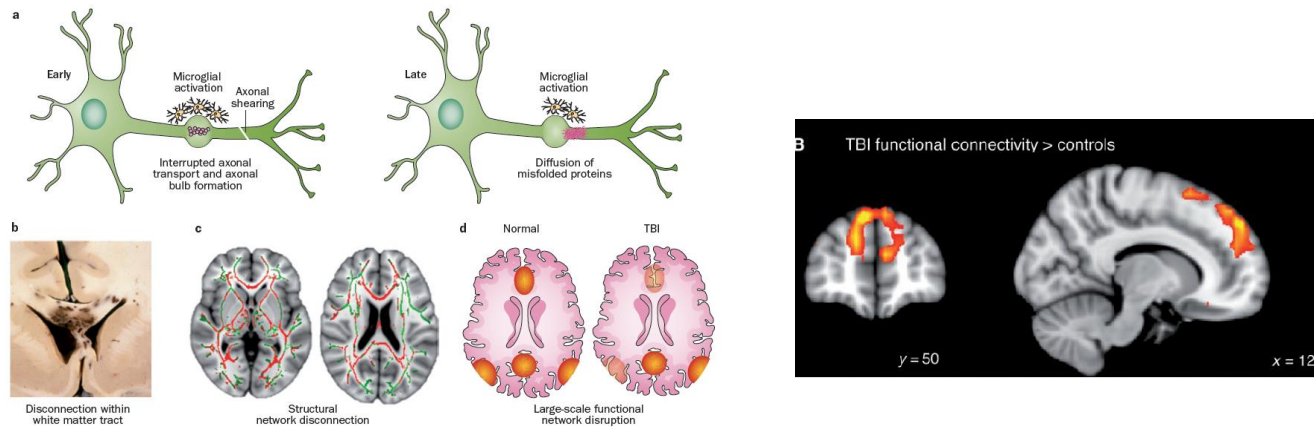 a
Early
Microglial
activation
Axonal
shearing
Interrupted axonal
transport and axonal
bulb formation
Late
Microglial
activation
Diffusion of
misfolded proteins
b
Disconnection within
white matter tract
c
Structural
network disconnection
d
Normal
TBI
Large-scale functional
network disruption
B TBI functional connectivity > controls
y = 50
x = 12